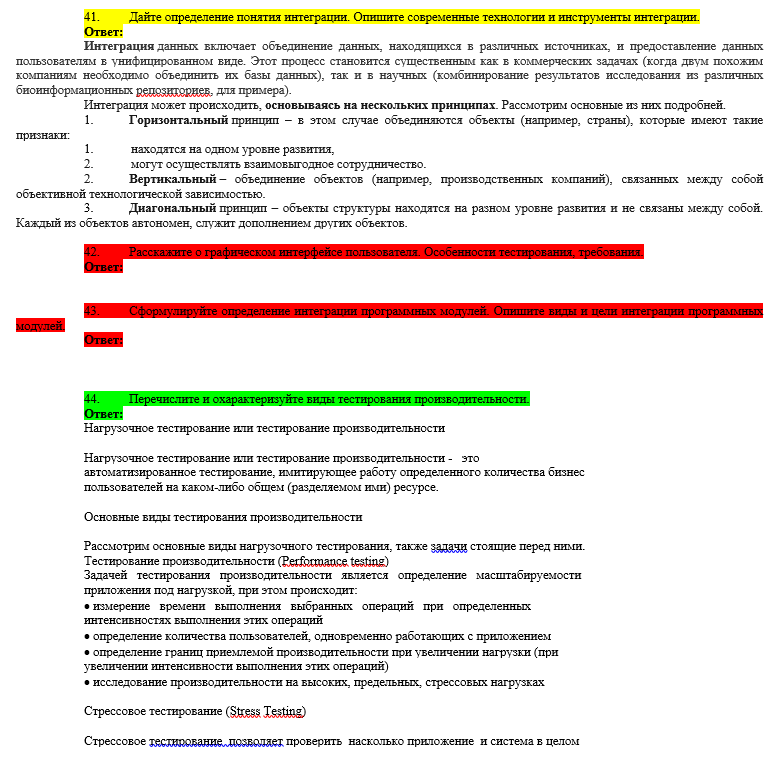 41. Дайте определение понятия интеграции. Опишите современные технологии и инструменты интеграции.
Ответ:
Интеграция данных включает объединение данных, находящихся в различных источниках, и предоставление данных
пользователям в унифицированном виде. Этот процесс становится существенным как в коммерческих задачах (когда двум похожим
компаниям необходимо объединить их базы данных), так и в научных (комбинирование результатов исследования из различных
биоинформационных репозиториев, для примера).
Интеграция может происходить, основываясь на нескольких принципах. Рассмотрим основные из них подробней.
1. Горизонтальный принцип – в этом случае объединяются объекты (например, страны), которые имеют такие
признаки:
1. находятся на одном уровне развития,
2. могут осуществлять взаимовыгодное сотрудничество.
2. Вертикальный – объединение объектов (например, производственных компаний), связанных между собой
объективной технологической зависимостью.
3. Диагональный принцип – объекты структуры находятся на разном уровне развития и не связаны между собой.
Каждый из объектов автономен, служит дополнением других объектов.
42. Расскажите о графическом интерфейсе пользователя. Особенности тестирования, требования.
Ответ:
43. Сформулируйте определение интеграции программных модулей. Опишите виды и цели интеграции программных
модулей.
Ответ:
44. Перечислите и охарактеризуйте виды тестирования производительности.
Ответ:
Нагрузочное тестирование или тестирование производительности
Нагрузочное тестирование или тестирование производительности - это
автоматизированное тестирование, имитирующее работу определенного количества бизнес
пользователей на каком-либо общем (разделяемом ими) ресурсе.
Основные виды тестирования производительности
Рассмотрим основные виды нагрузочного тестирования, также задачи стоящие перед ними.
Тестирование производительности (Performance testing)
Задачей тестирования производительности является определение масштабируемости
приложения под нагрузкой, при этом происходит:
• измерение времени выполнения выбранных операций при определенных
интенсивностях выполнения этих операций
• определение количества пользователей, одновременно работающих с приложением
• определение границ приемлемой производительности при увеличении нагрузки (при
увеличении интенсивности выполнения этих операций)
• исследование производительности на высоких, предельных, стрессовых нагрузках
Стрессовое тестирование (Stress Testing)
Стрессовое тестирование позволяет проверить насколько приложение и система в целом